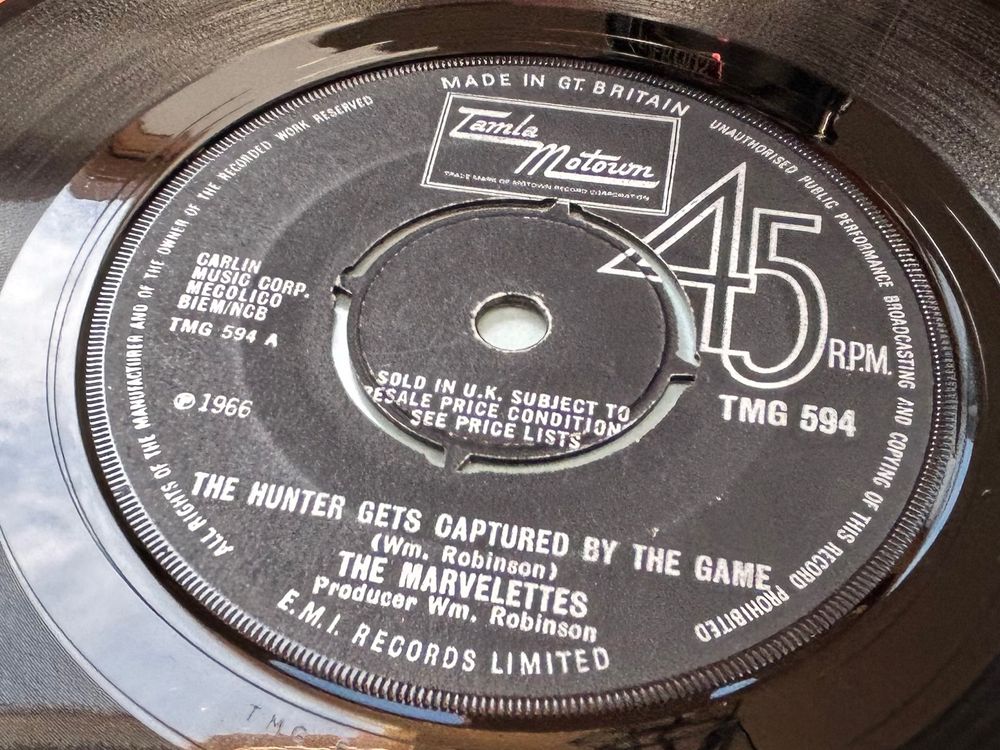 MADE IN GT. BRITAIN
Tamla
Motown
TRADE MARK OF MOTOWN RECORD CORPORATION
UNAUTHORISED PUBLIC PERFORMANCE BROADCASTING AND COPYING OF THIS RECORD PROHIBITED
ALL RIGHTS OF THE MANUFACTURER AND OF THE OWNER OF THE RECORDED WORK RESERVED
45
R.P.M.
CARLIN
MUSIC CORP.
MECOLICO
BIEM/NCB
TMG 594 A
℗ 1966
SOLD IN U.K. SUBJECT TO
RESALE PRICE CONDITION
SEE PRICE LISTS
TMG 594
THE HUNTER GETS CAPTURED BY THE GAME
(Wm. Robinson)
THE MARVELETTES
Producer Wm. Robinson
E.M.I. RECORDS LIMITED
TMG